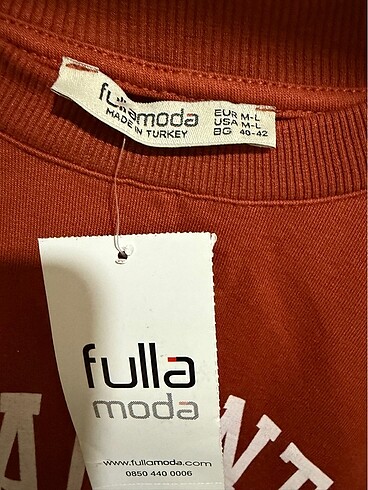 fullamoda
MADE IN TURKEY
EUR M-L
USA M-L
BG 40-42
fulla
moda
www.fullamoda.com
0850 440 0006